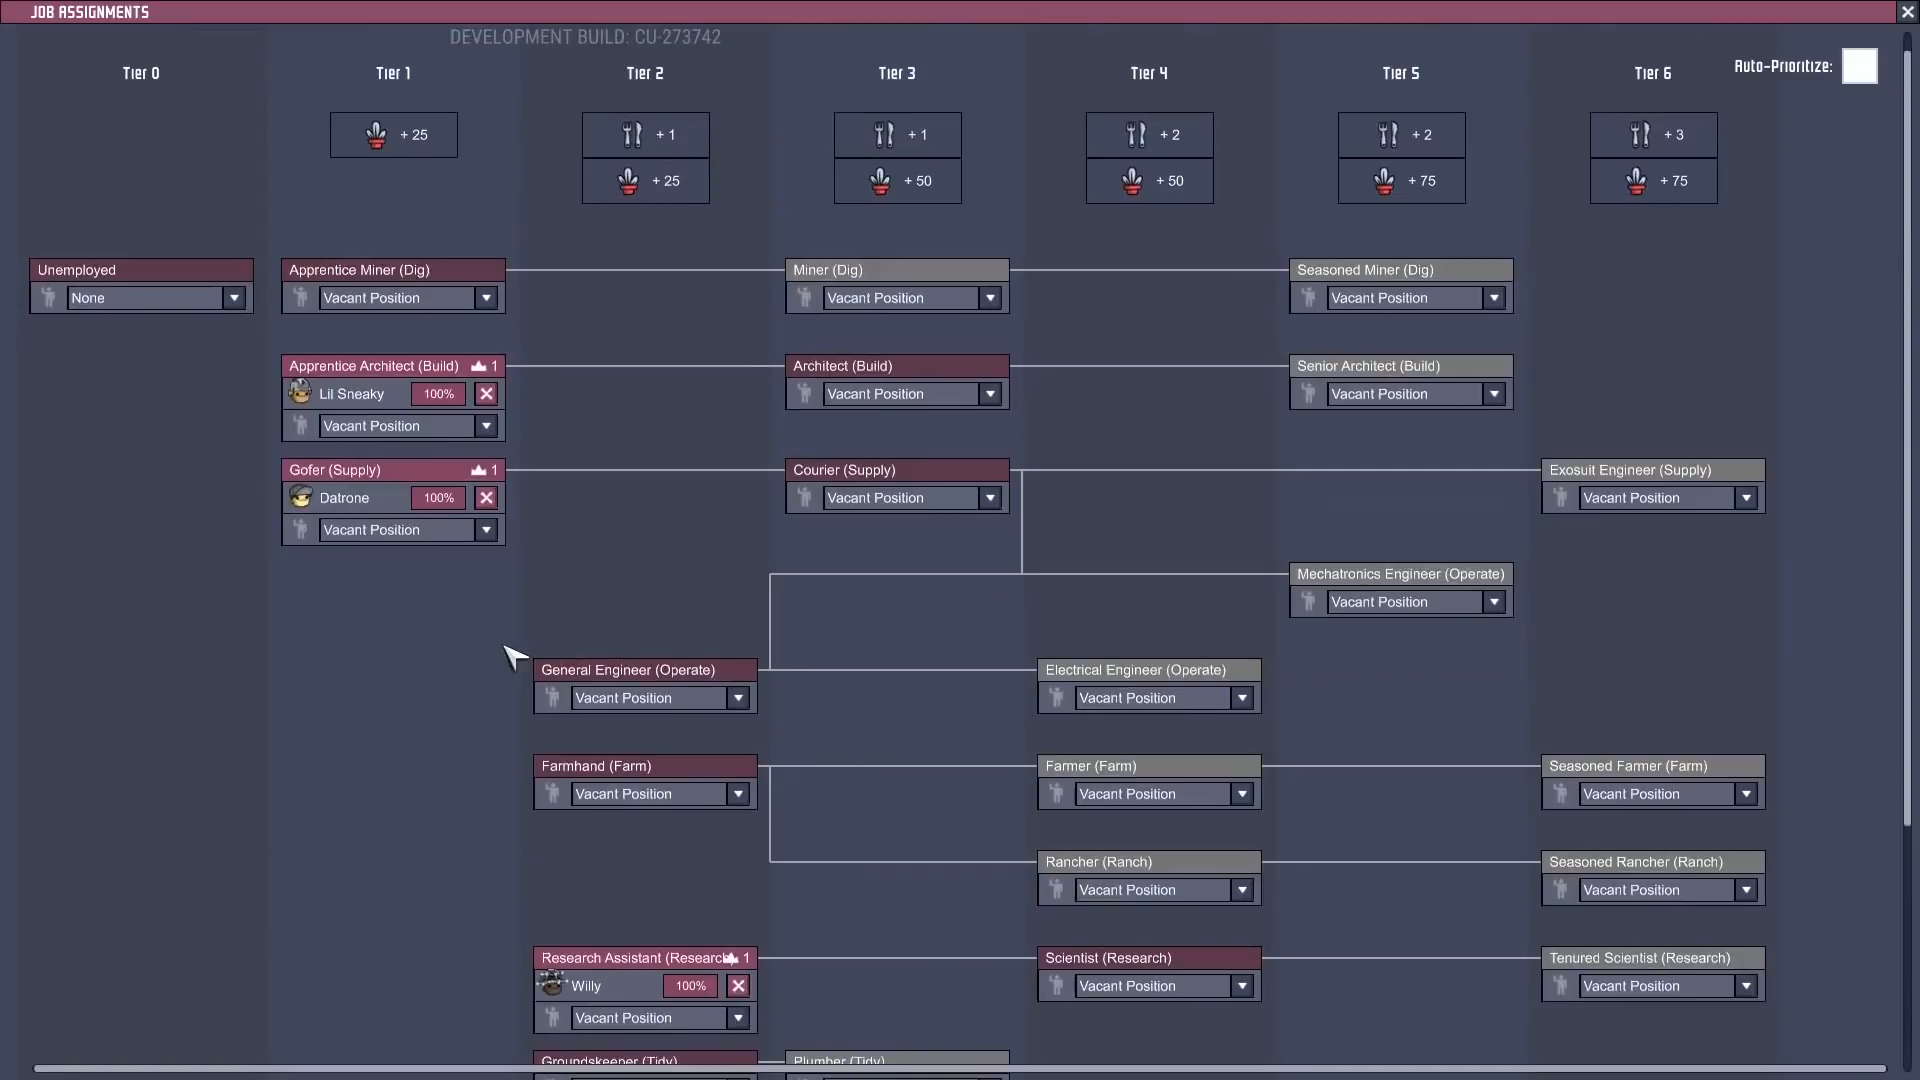 JOB ASSIGNMENTS
DEVELOPMENT BUILD: CU-273742
Tier 0
Tier 1
Tier 2
Tier 3
Tier 4
Tier 5
Tier 6
Auto-Prioritize:
+ 25
+ 1
+ 1
+ 2
+ 2
+ 3
+ 25
+ 50
+ 50
+ 75
+ 75
Unemployed
None
Apprentice Miner (Dig)
Vacant Position
Miner (Dig)
Vacant Position
Seasoned Miner (Dig)
Vacant Position
Apprentice Architect (Build) 1
Lil Sneaky 100%
Vacant Position
Architect (Build)
Vacant Position
Senior Architect (Build)
Vacant Position
Gofer (Supply) 1
Datrone 100%
Vacant Position
Courier (Supply)
Vacant Position
Exosuit Engineer (Supply)
Vacant Position
Mechatronics Engineer (Operate)
Vacant Position
General Engineer (Operate)
Vacant Position
Electrical Engineer (Operate)
Vacant Position
Farmhand (Farm)
Vacant Position
Farmer (Farm)
Vacant Position
Seasoned Farmer (Farm)
Vacant Position
Rancher (Ranch)
Vacant Position
Seasoned Rancher (Ranch)
Vacant Position
Research Assistant (Research) 1
Willy 100%
Vacant Position
Scientist (Research)
Vacant Position
Tenured Scientist (Research)
Vacant Position
Groundskeeper (Tidy)
Plumber (Tidy)